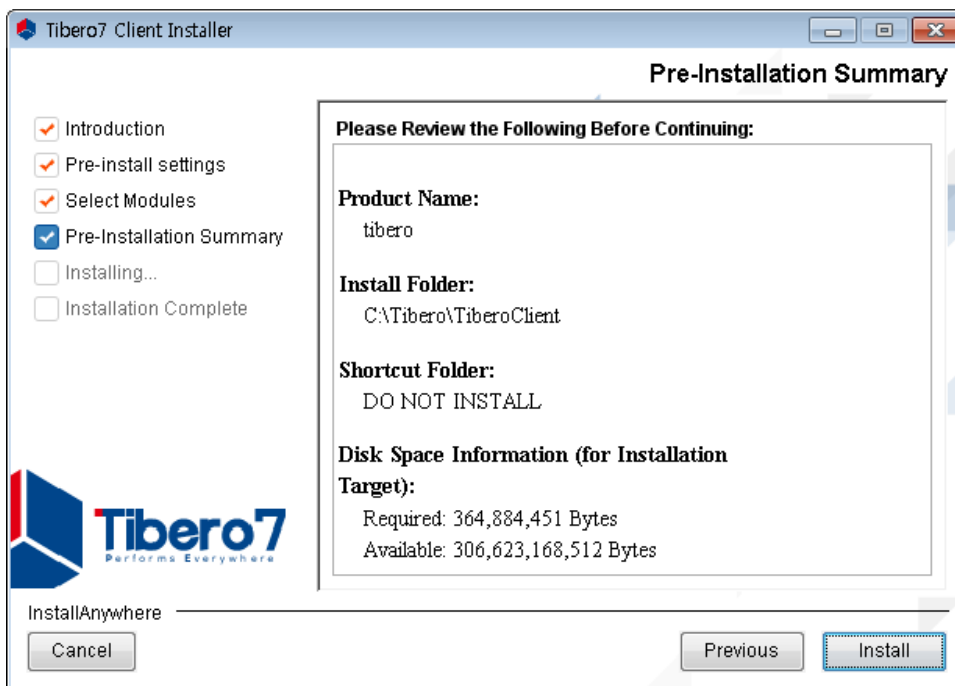 Tibero7 Client Installer
Pre-Installation Summary
Introduction
Pre-install settings
Select Modules
Pre-Installation Summary
Installing...
Installation Complete
Please Review the Following Before Continuing:
Product Name:
tibero
Install Folder:
C:\Tibero\TiberoClient
Shortcut Folder:
DO NOT INSTALL
Disk Space Information (for Installation
Target):
Required: 364,884,451 Bytes
Available: 306,623,168,512 Bytes
Tibero7
Performs Everywhere
InstallAnywhere
Cancel
Previous
Install